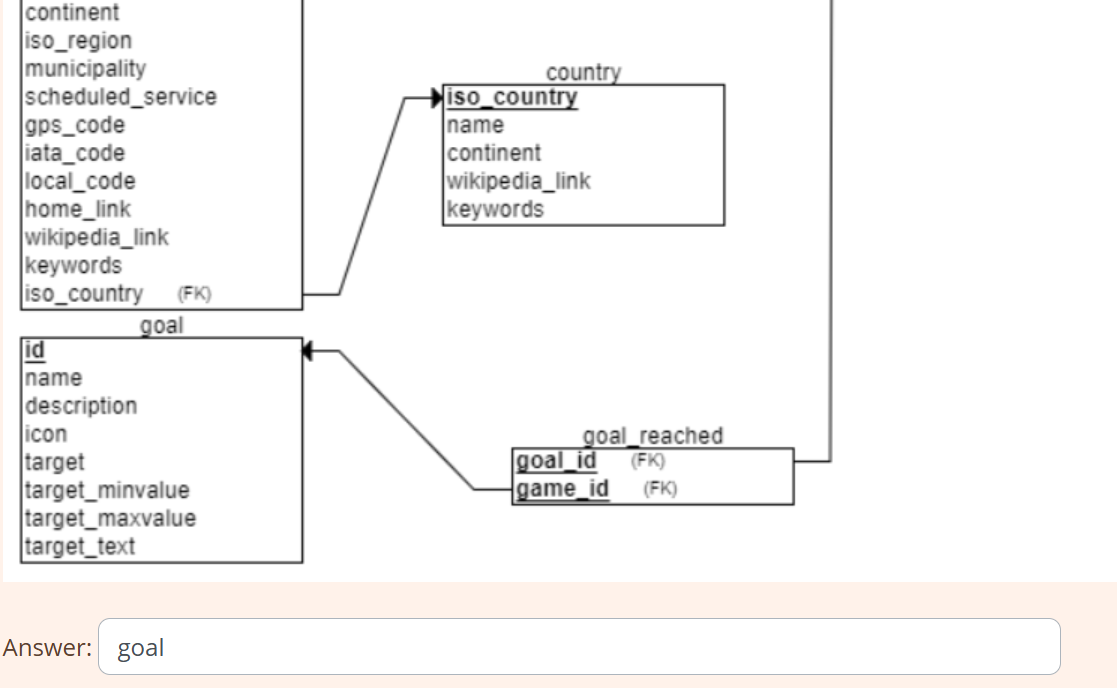 continent
iso_region
municipality
scheduled_service
gps_code
iata_code
local_code
home_link
wikipedia_link
keywords
iso_country (FK)
country
iso_country
name
continent
wikipedia_link
keywords
goal
id
name
description
icon
target
target_minvalue
target_maxvalue
target_text
goal_reached
goal_id (FK)
game_id (FK)
Answer: goal